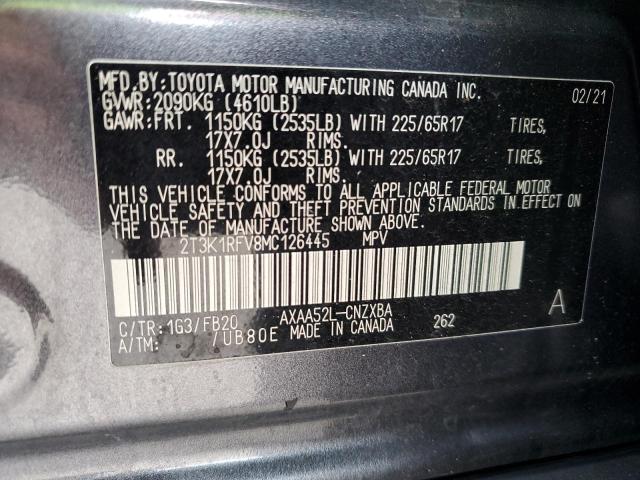 MFD.BY:TOYOTA MOTOR MANUFACTURING CANADA INC. 02/21
GVWR:2090KG (4610LB)
GAWR:FRT. 1150KG (2535LB) WITH 225/65R17 TIRES,
17X7.0J RIMS.
RR. 1150KG (2535LB) WITH 225/65R17 TIRES,
17X7.0J RIMS.
THIS VEHICLE CONFORMS TO ALL APPLICABLE FEDERAL MOTOR
VEHICLE SAFETY AND THEFT PREVENTION STANDARDS IN EFFECT ON
THE DATE OF MANUFACTURE SHOWN ABOVE.
2T3K1RFV8MC126445 MPV
C/TR:1G3/FB20 AXAA52L-CNZXBA A
A/TM: /UB80E MADE IN CANADA 262